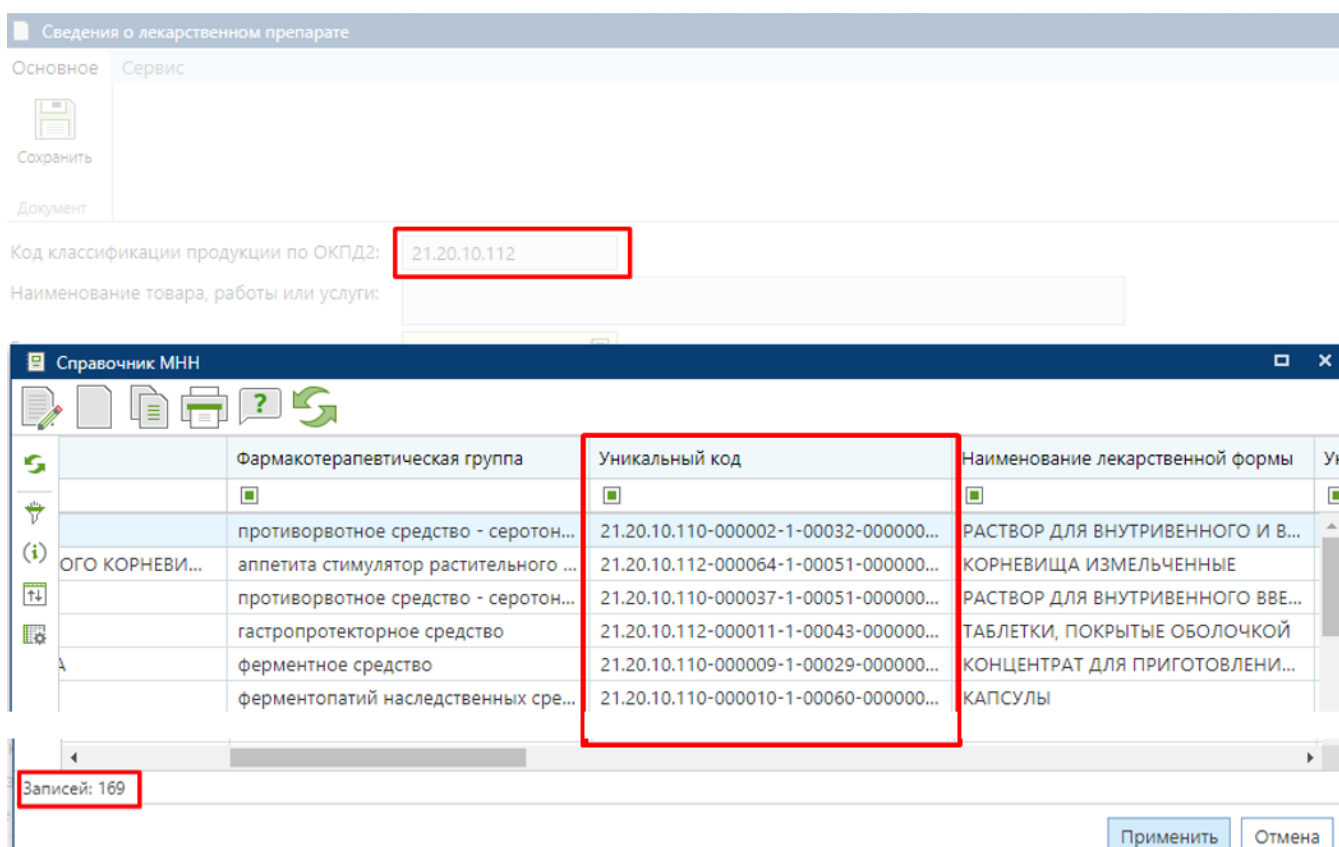 Сведения о лекарственном препарате
Основное Сервис
Сохранить
Документ
Код классификации продукции по ОКПД2: 21.20.10.112
Наименование товара, работы или услуги:
Справочник МНН
Фармакотерапевтическая группа Уникальный код Наименование лекарственной формы Ун
противорвотное средство - серотон... 21.20.10.110-000002-1-00032-000000... РАСТВОР ДЛЯ ВНУТРИВЕННОГО И В...
ОГО КОРНЕВИ... аппетита стимулятор растительного ... 21.20.10.112-000064-1-00051-000000... КОРНЕВИЩА ИЗМЕЛЬЧЕННЫЕ
противорвотное средство - серотон... 21.20.10.110-000037-1-00051-000000... РАСТВОР ДЛЯ ВНУТРИВЕННОГО ВВЕ...
гастропротекторное средство 21.20.10.112-000011-1-00043-000000... ТАБЛЕТКИ, ПОКРЫТЫЕ ОБОЛОЧКОЙ
А ферментное средство 21.20.10.110-000009-1-00029-000000... КОНЦЕНТРАТ ДЛЯ ПРИГОТОВЛЕНИ...
ферментопатий наследственных сре... 21.20.10.110-000010-1-00060-000000... КАПСУЛЫ
Записей: 169
Применить Отмена